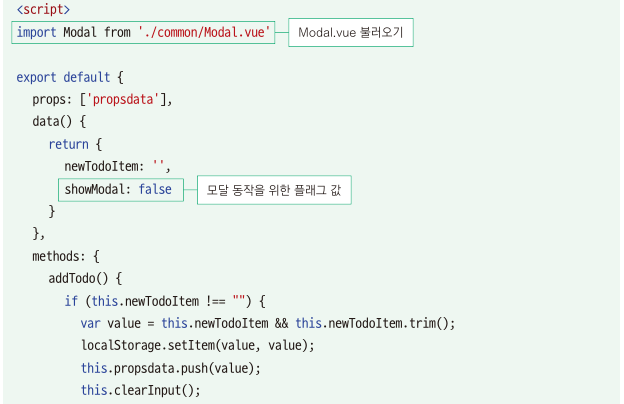 <script>
import Modal from './common/Modal.vue' Modal.vue 불러오기
export default {
props: ['propsdata'],
data() {
return {
newTodoItem: '',
showModal: false 모달 동작을 위한 플래그 값
}
},
methods: {
addTodo() {
if (this.newTodoItem !== "") {
var value = this.newTodoItem && this.newTodoItem.trim();
localStorage.setItem(value, value);
this.propsdata.push(value);
this.clearInput();